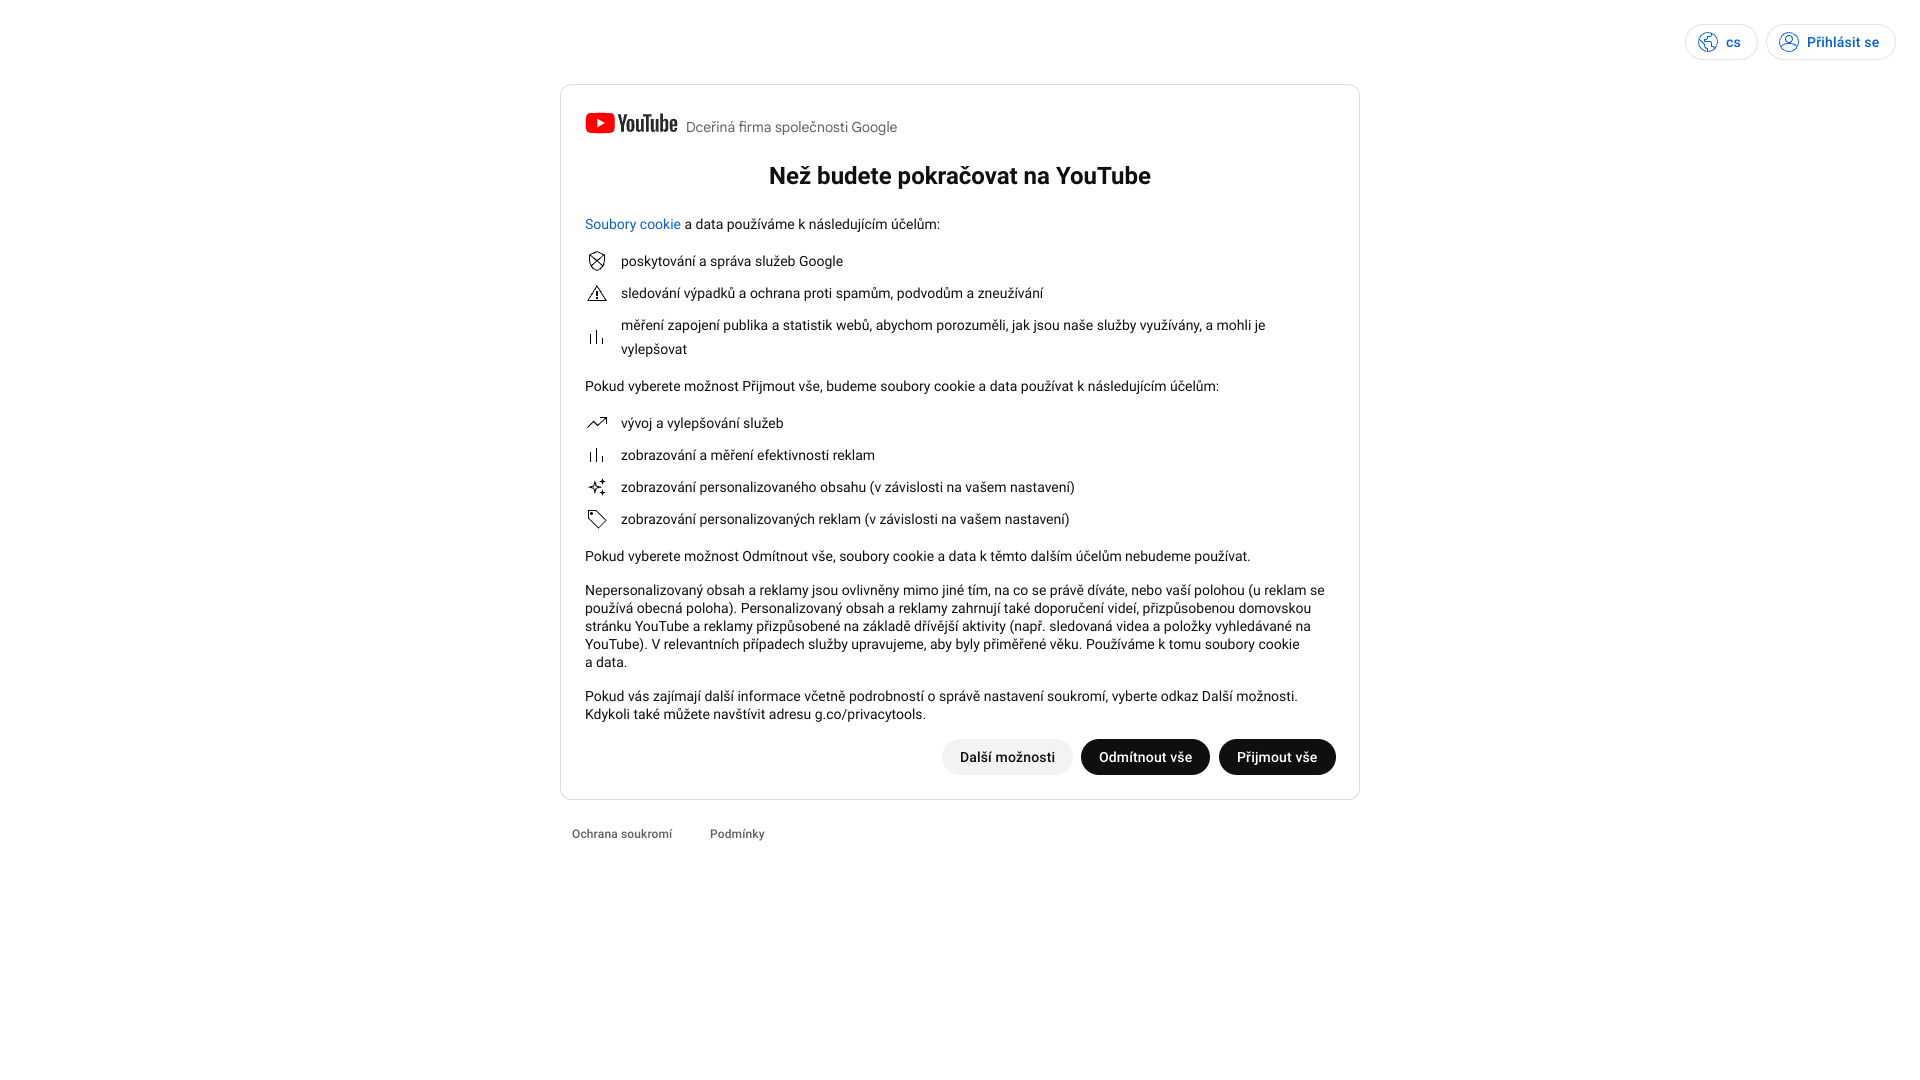 cs
Přihlásit se
YouTube Dceřiná firma společnosti Google
Než budete pokračovat na YouTube
Soubory cookie a data používáme k následujícím účelům:
poskytování a správa služeb Google
sledování výpadků a ochrana proti spamům, podvodům a zneužívání
měření zapojení publika a statistik webů, abychom porozuměli, jak jsou naše služby využívány, a mohli je
vylepšovat
Pokud vyberete možnost Přijmout vše, budeme soubory cookie a data používat k následujícím účelům:
vývoj a vylepšování služeb
zobrazování a měření efektivnosti reklam
zobrazování personalizovaného obsahu (v závislosti na vašem nastavení)
zobrazování personalizovaných reklam (v závislosti na vašem nastavení)
Pokud vyberete možnost Odmítnout vše, soubory cookie a data k těmto dalším účelům nebudeme používat.
Nepersonalizovaný obsah a reklamy jsou ovlivněny mimo jiné tím, na co se právě díváte, nebo vaší polohou (u reklam se
používá obecná poloha). Personalizovaný obsah a reklamy zahrnují také doporučení videí, přizpůsobenou domovskou
stránku YouTube a reklamy přizpůsobené na základě dřívější aktivity (např. sledovaná videa a položky vyhledávané na
YouTube). V relevantních případech služby upravujeme, aby byly přiměřené věku. Používáme k tomu soubory cookie
a data.
Pokud vás zajímají další informace včetně podrobností o správě nastavení soukromí, vyberte odkaz Další možnosti.
Kdykoli také můžete navštívit adresu g.co/privacytools.
Další možnosti
Odmítnout vše
Přijmout vše
Ochrana soukromí
Podmínky